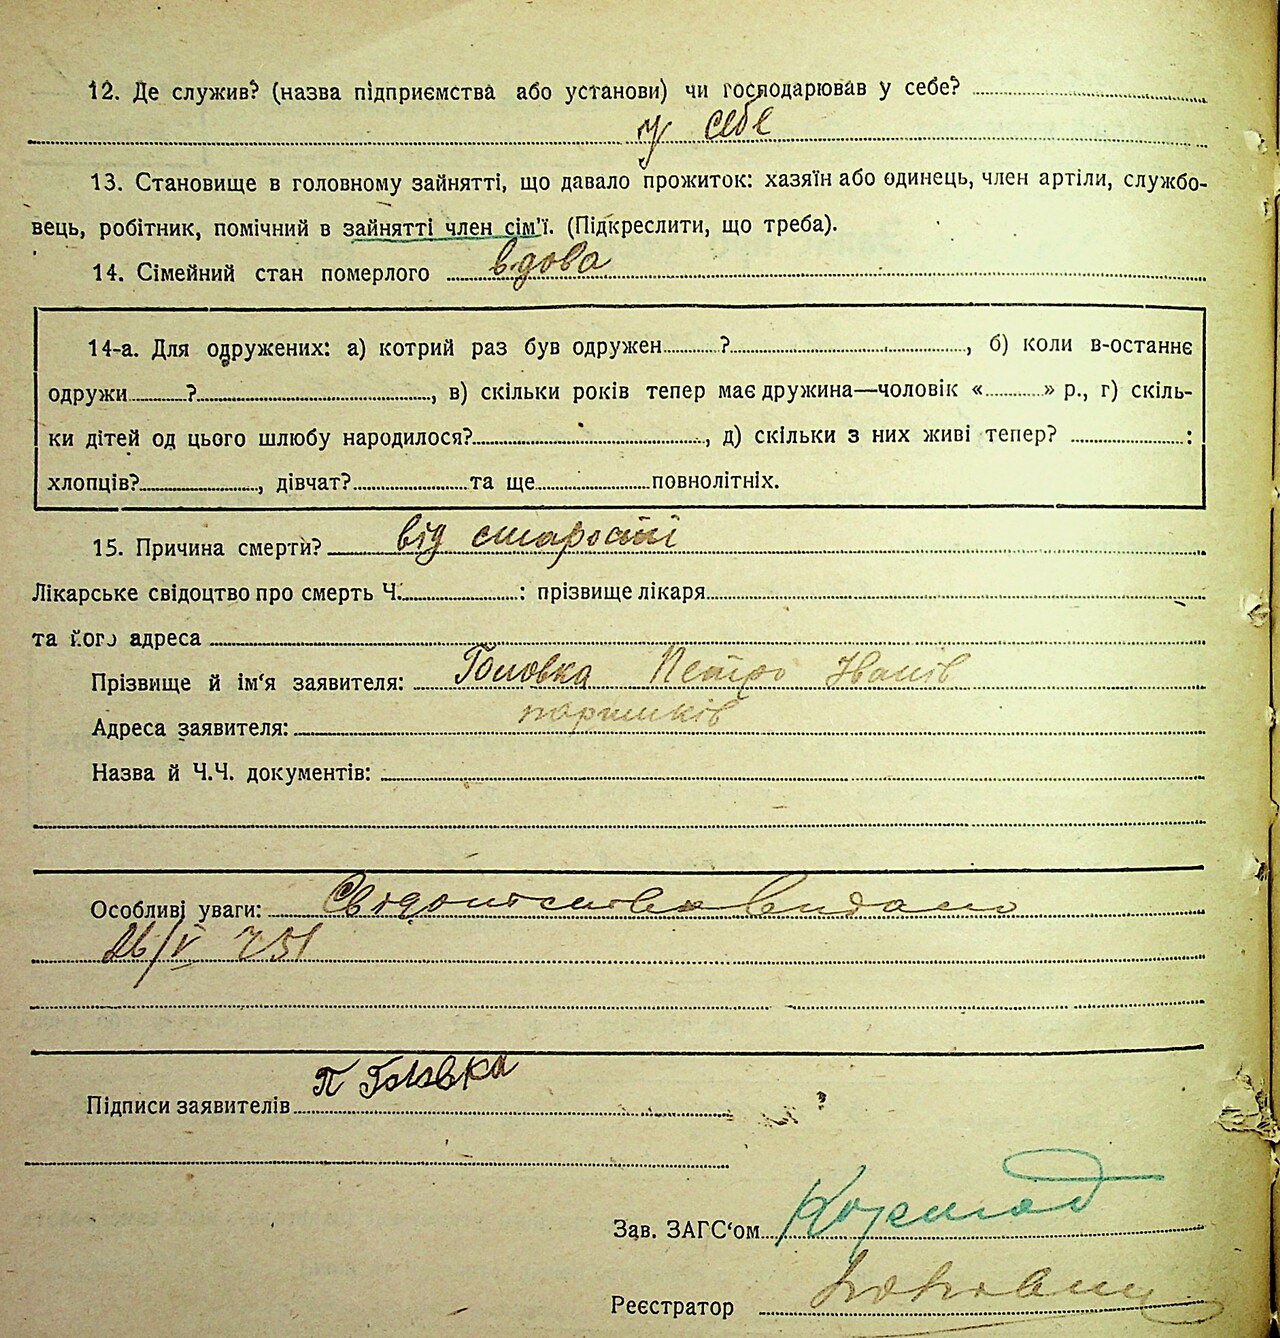 12. Де служив? (назва підприємства або установи) чи господарював у себе?
у себе
13. Становище в головному зайнятті, що давало прожиток: хазяїн або одинець, член артіли, службо-
вець, робітник, помічний в зайнятті член сім'ї. (Підкреслити, що треба).
14. Сімейний стан померлого вдова
14-а. Для одружених: а) котрий раз був одружен ?, б) коли в-останнє
одружи ?, в) скільки років тепер має дружина—чоловік « » р., г) скіль-
ки дітей од цього шлюбу народилося?, д) скільки з них живі тепер? :
хлопців?, дівчат? та ще повнолітніх.
15. Причина смерти? від старости
Лікарське свідоцтво про смерть Ч. : прізвище лікаря
та його адреса
Прізвище й ім'я заявителя: Головка Петро Іванів
Адреса заявителя:
Назва й Ч.Ч. документів:
Особливі уваги: видано
26/V
Підписи заявителів П Головка
Зав. ЗАГС'ом
Реєстратор